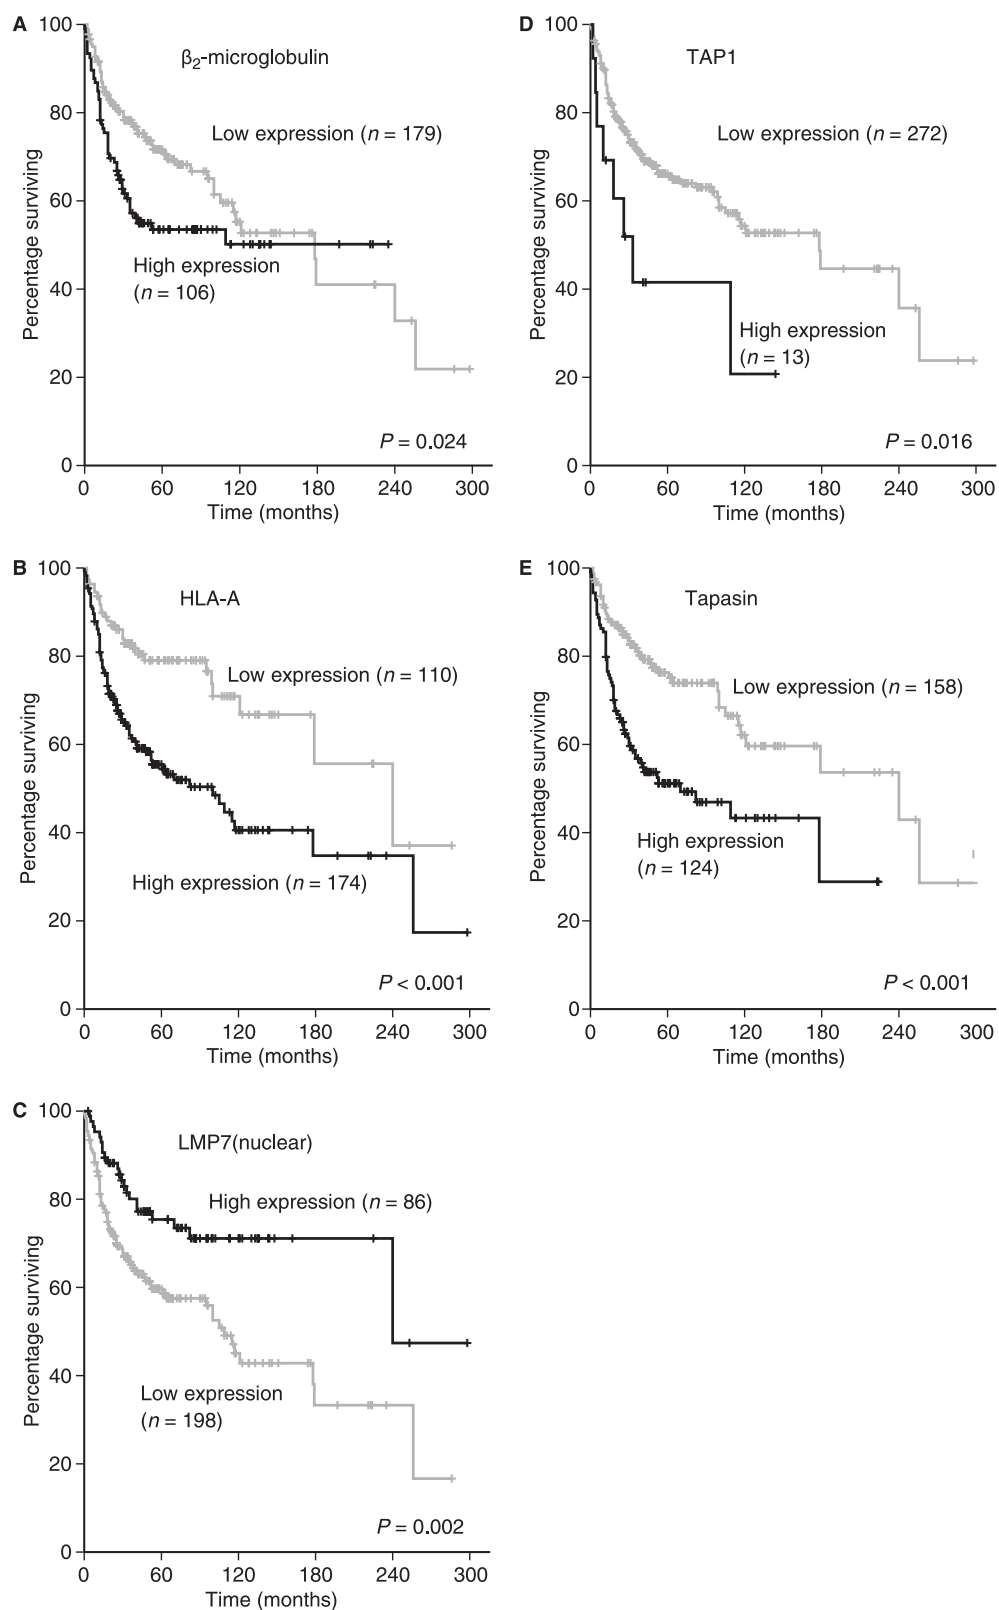 A
100
80
60
40
20
0
Percentage surviving
β2-microglobulin
Low expression (n = 179)
High expression
(n = 106)
P = 0.024
0 60 120 180 240 300
Time (months)
D
100
80
60
40
20
0
Percentage surviving
TAP1
Low expression (n = 272)
High expression
(n = 13)
P = 0.016
0 60 120 180 240 300
Time (months)
B
100
80
60
40
20
0
Percentage surviving
HLA-A
Low expression (n = 110)
High expression (n = 174)
P < 0.001
0 60 120 180 240 300
Time (months)
E
100
80
60
40
20
0
Percentage surviving
Tapasin
Low expression (n = 158)
High expression
(n = 124)
P < 0.001
0 60 120 180 240 300
Time (months)
C
100
80
60
40
20
0
Percentage surviving
LMP7(nuclear)
High expression (n = 86)
Low expression
(n = 198)
P = 0.002
0 60 120 180 240 300
Time (months)